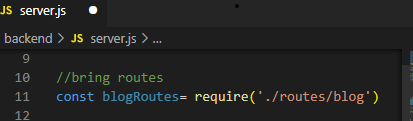 JS server.js
backend > JS server.js > ...
9
10 //bring routes
11 const blogRoutes= require('./routes/blog')
12